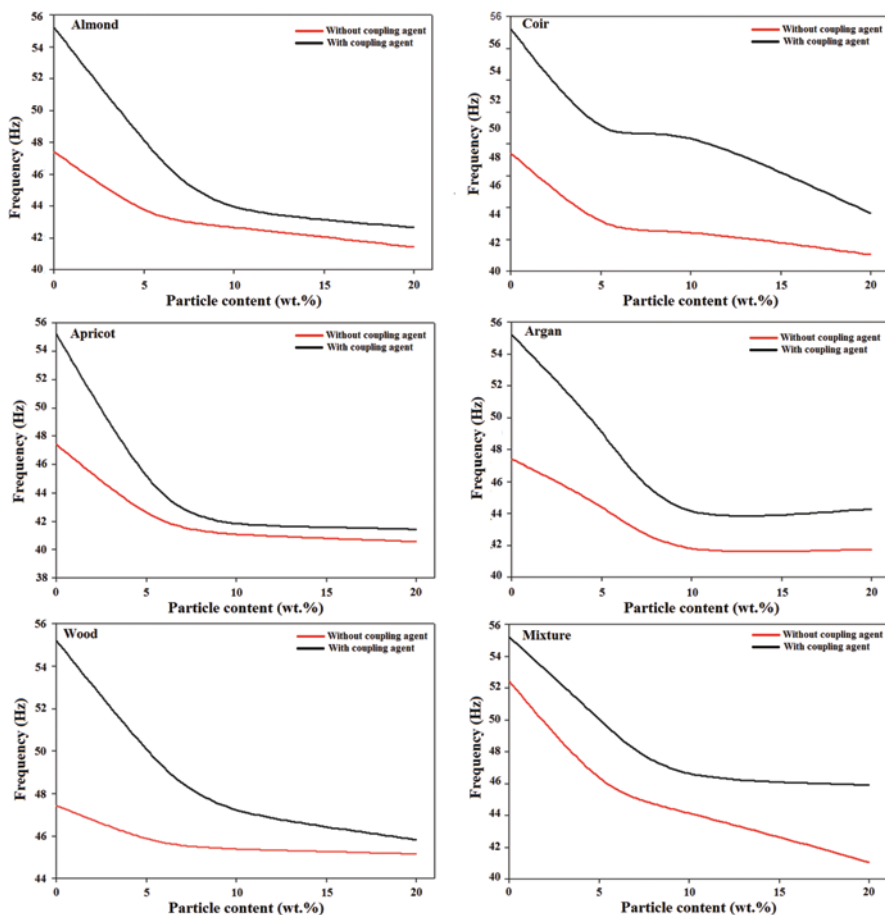 56
Almond
Without coupling agent
With coupling agent
54
52
50
48
46
44
42
40
Frequency (Hz)
0 5 10 15 20
Particle content (wt.%)
56
Coir
Without coupling agent
With coupling agent
56
54
52
50
48
46
44
42
40
Frequency (Hz)
0 5 10 15 20
Particle content (wt.%)
56
Apricot
Without coupling agent
With coupling agent
54
52
50
48
46
44
42
40
38
Frequency (Hz)
0 5 10 15 20
Particle content (wt.%)
56
Argan
Without coupling agent
With coupling agent
54
52
50
48
46
44
42
40
Frequency (Hz)
0 5 10 15 20
Particle content (wt.%)
56
Wood
Without coupling agent
With coupling agent
54
52
50
48
46
44
Frequency (Hz)
0 5 10 15 20
Particle content (wt.%)
56
Mixture
Without coupling agent
With coupling agent
54
52
50
48
46
44
42
40
Frequency (Hz)
0 5 10 15 20
Particle content (wt.%)